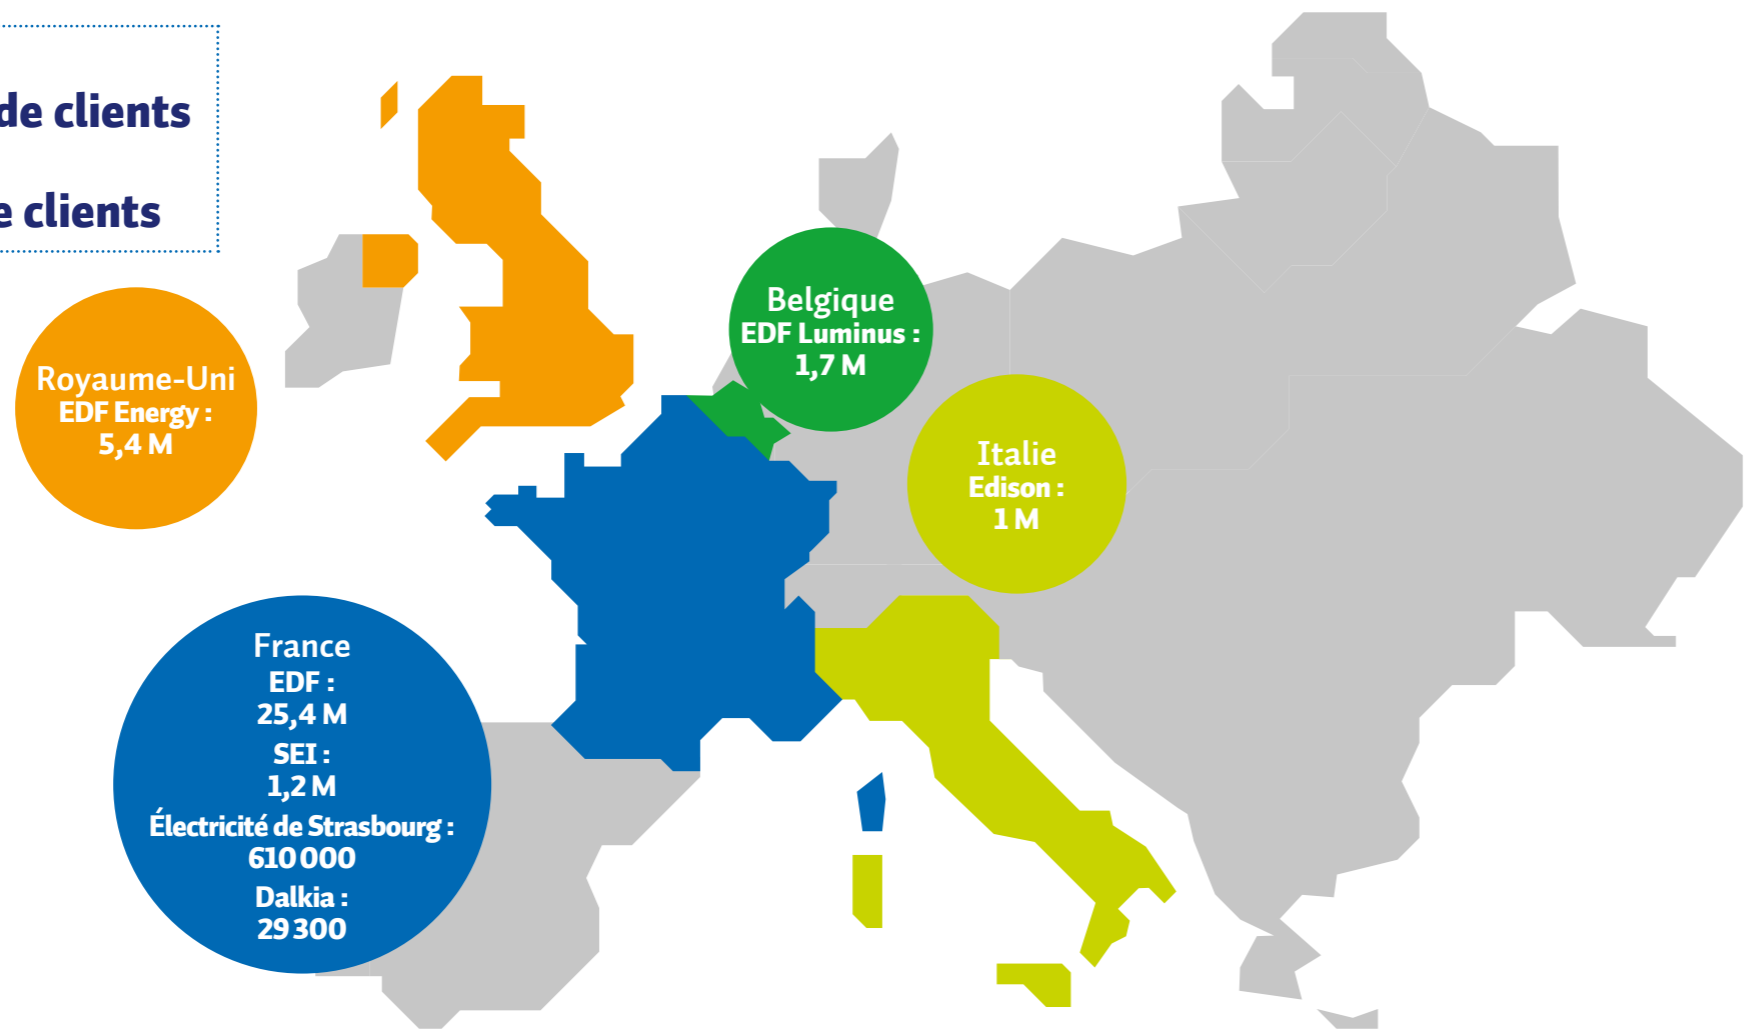 de clients
e clients
Royaume-Uni
EDF Energy :
5,4 M
Belgique
EDF Luminus :
1,7 M
Italie
Edison :
1 M
France
EDF :
25,4 M
SEI :
1,2 M
Électricité de Strasbourg :
610 000
Dalkia :
29 300